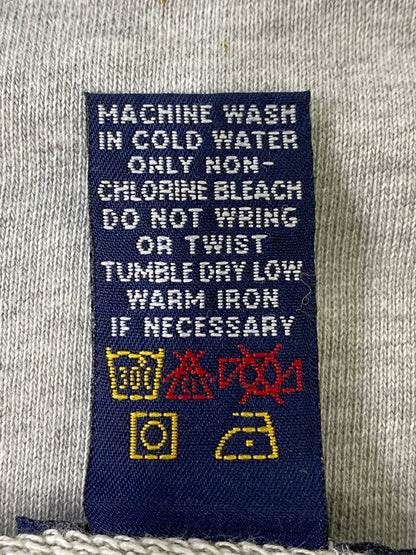 MACHINE WASH
IN COLD WATER
ONLY NON-
CHLORINE BLEACH
DO NOT WRING
OR TWIST
TUMBLE DRY LOW
WARM IRON
IF NECESSARY
30C